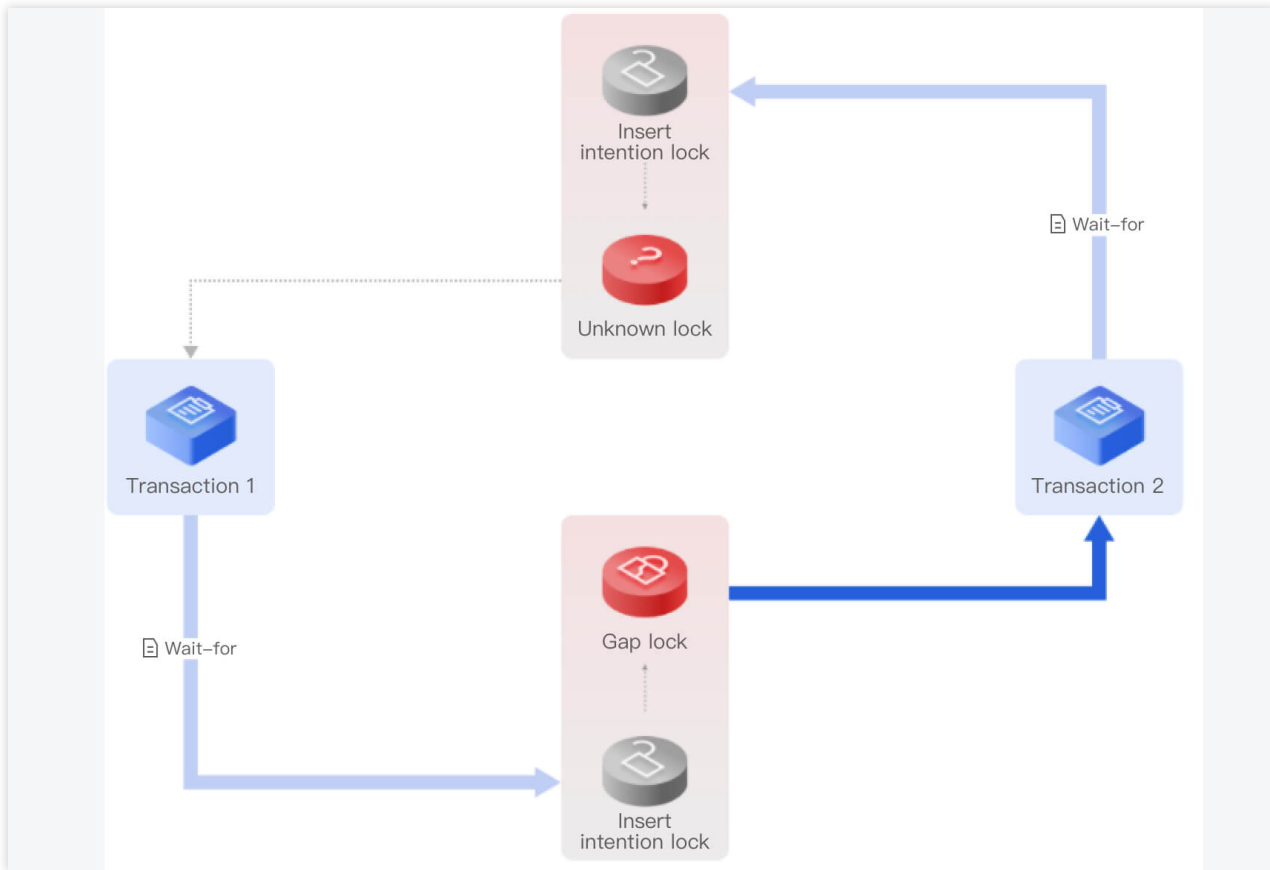 Insert
intention lock
Wait–for
Unknown lock
Transaction 1
Transaction 2
Gap lock
Wait–for
Insert
intention lock